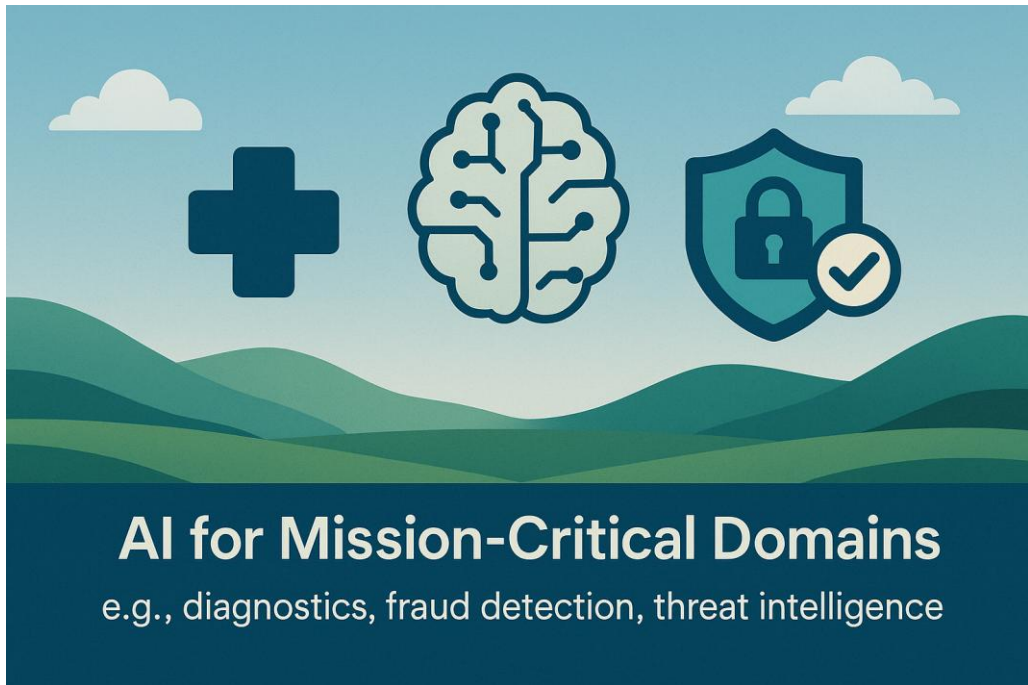 AI for Mission-Critical Domains
e.g., diagnostics, fraud detection, threat intelligence